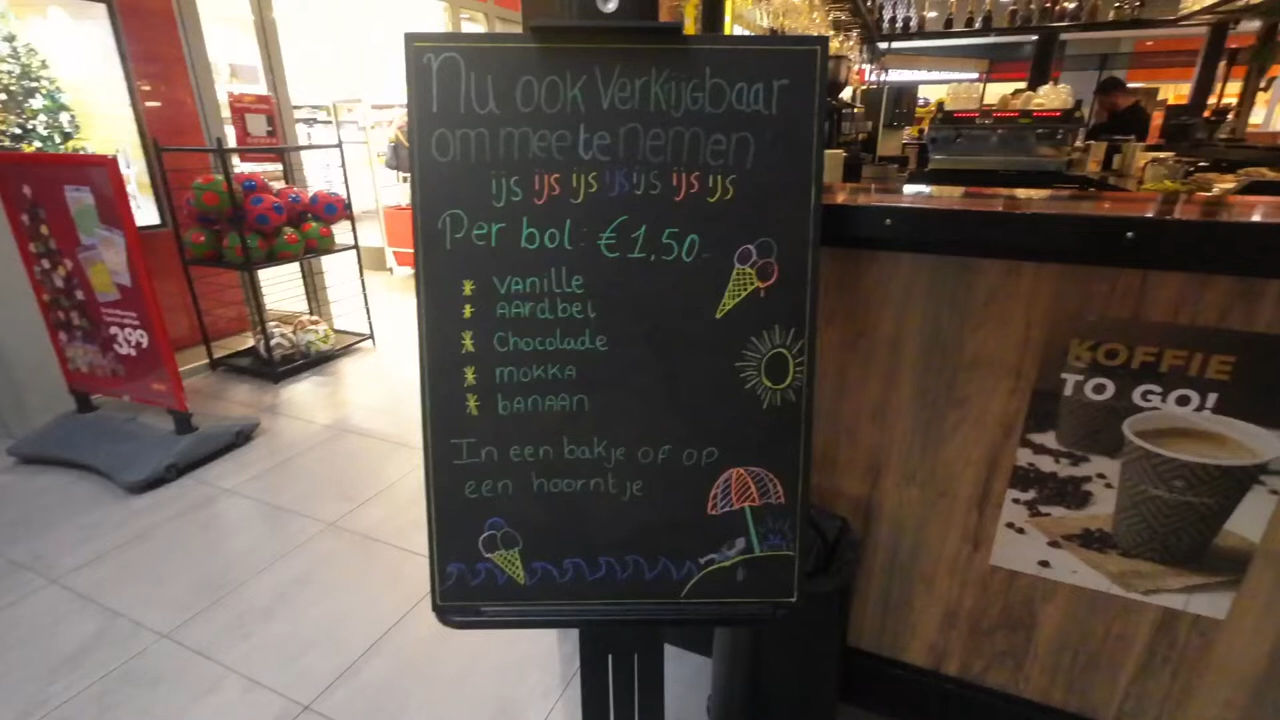 Nu ook verkijgbaar
om mee te nemen
ijs ijs ijs ijs ijs ijs ijs
Per bol: €1,50-
* vanille
* AArdbei
* Chocolade
* mokka
* bANAAn
In een bakje of op
een hoorntje
3.99
KOFFIE
TO GO!